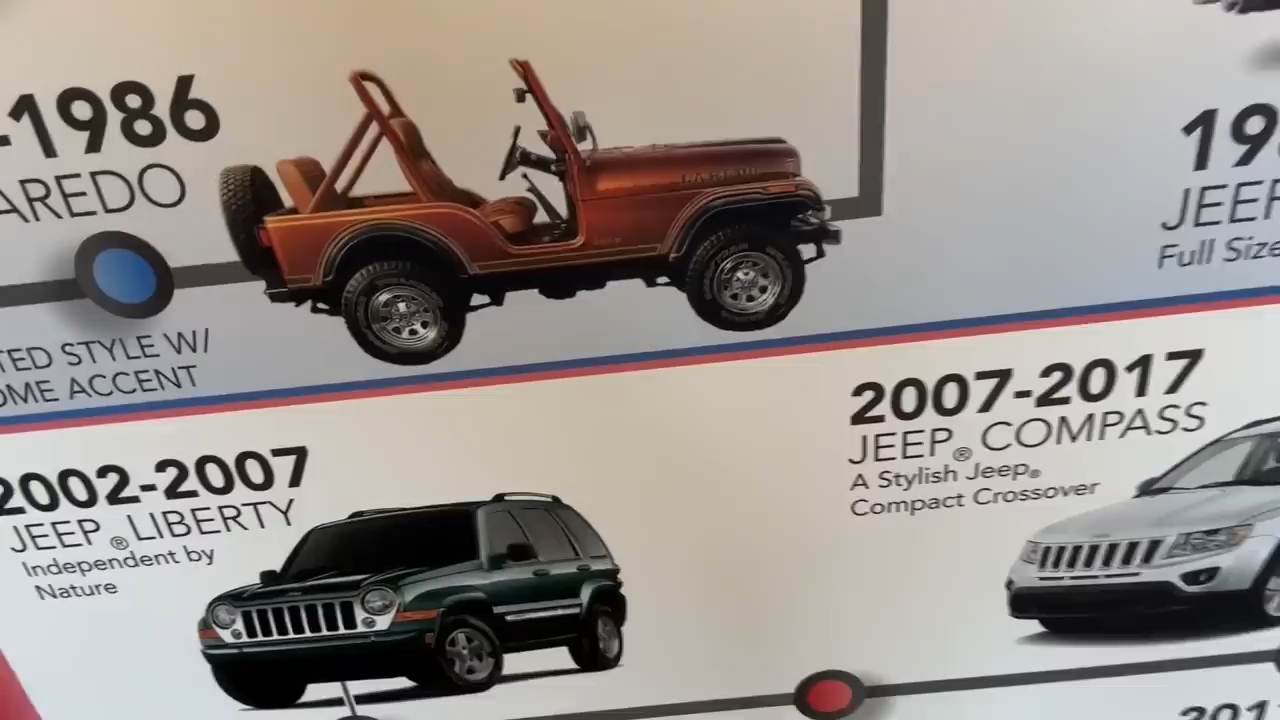 -1986
AREDO
TED STYLE W/
OME ACCENT
19
JEEP
Full Size
2002-2007
JEEP® LIBERTY
Independent by
Nature
2007-2017
JEEP® COMPASS
A Stylish Jeep®
Compact Crossover
201